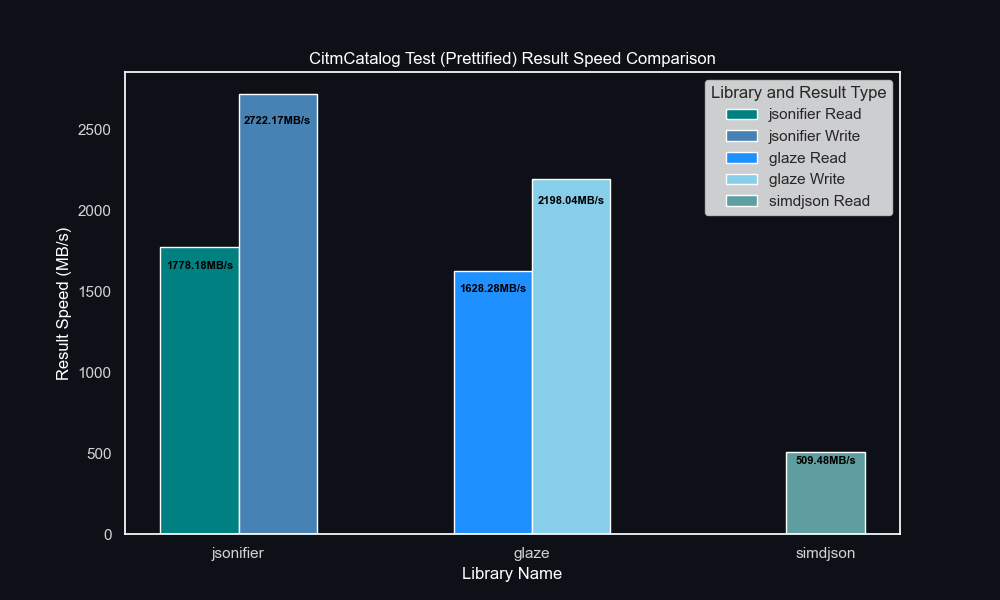 CitmCatalog Test (Prettified) Result Speed Comparison
Library and Result Type
jsonifier Read
jsonifier Write
glaze Read
glaze Write
simdjson Read
2722.17MB/s
2198.04MB/s
1778.18MB/s
1628.28MB/s
509.48MB/s
Result Speed (MB/s)
2500
2000
1500
1000
500
0
jsonifier
glaze
simdjson
Library Name